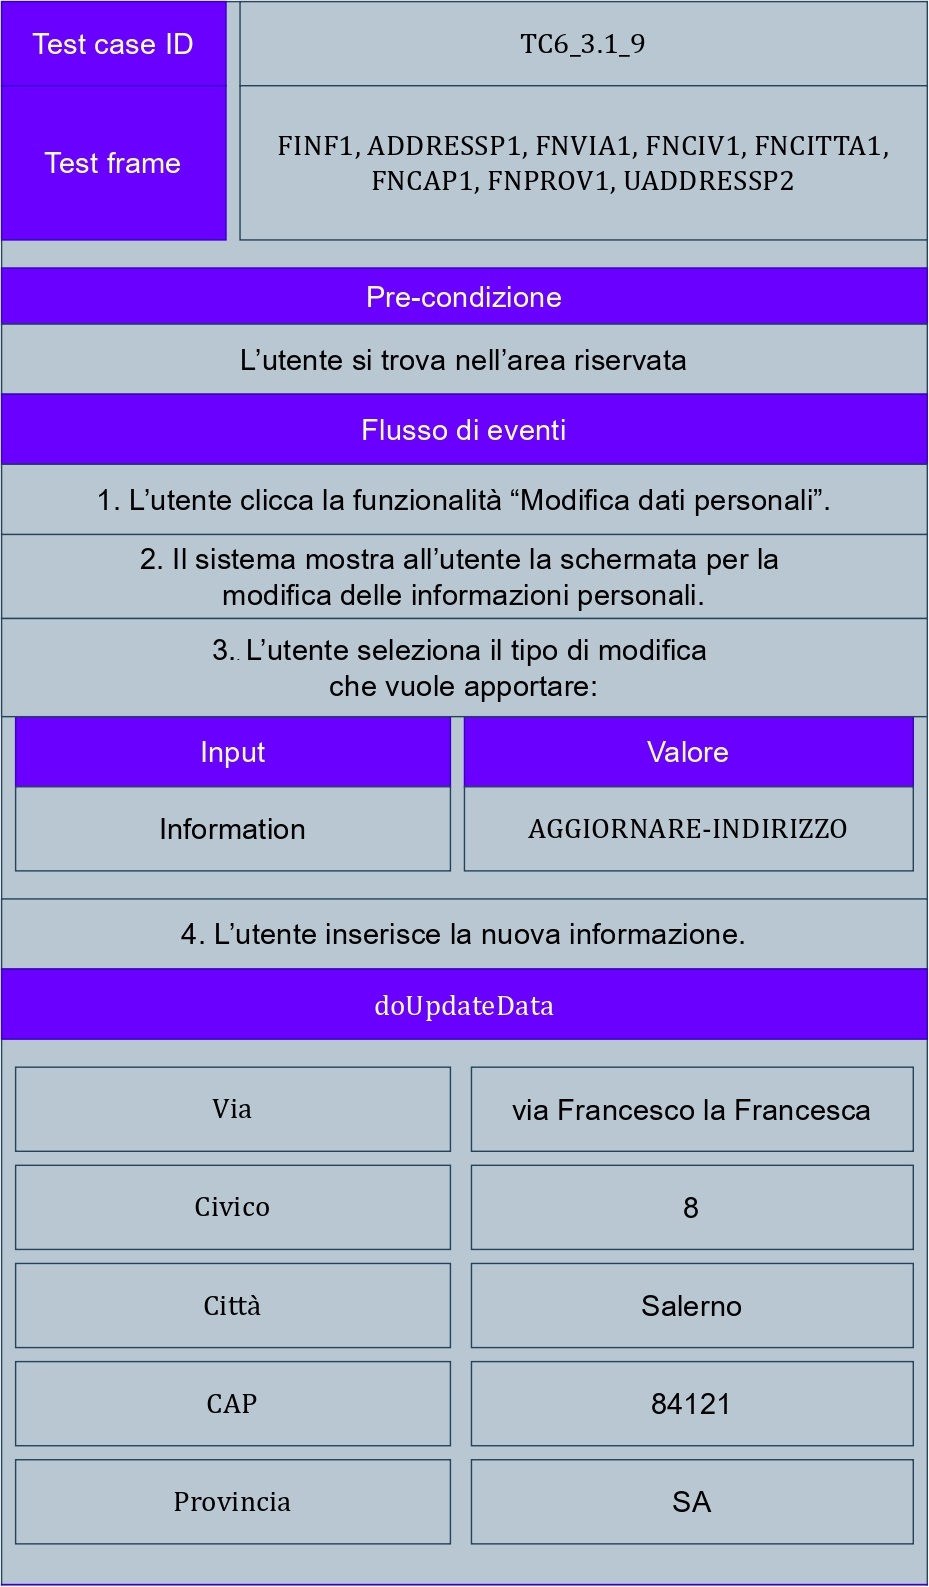 Test case ID
TC6_3.1_9
Test frame
FINF1, ADDRESSP1, FNVIA1, FNCIV1, FNCITTA1,
FNCAP1, FNPROV1, UADDRESSP2
Pre-condizione
L’utente si trova nell’area riservata
Flusso di eventi
1. L’utente clicca la funzionalità “Modifica dati personali”.
2. Il sistema mostra all’utente la schermata per la
modifica delle informazioni personali.
3.. L’utente seleziona il tipo di modifica
che vuole apportare:
Input
Valore
Information
AGGIORNARE-INDIRIZZO
4. L’utente inserisce la nuova informazione.
doUpdateData
Via
via Francesco la Francesca
Civico
8
Città
Salerno
CAP
84121
Provincia
SA